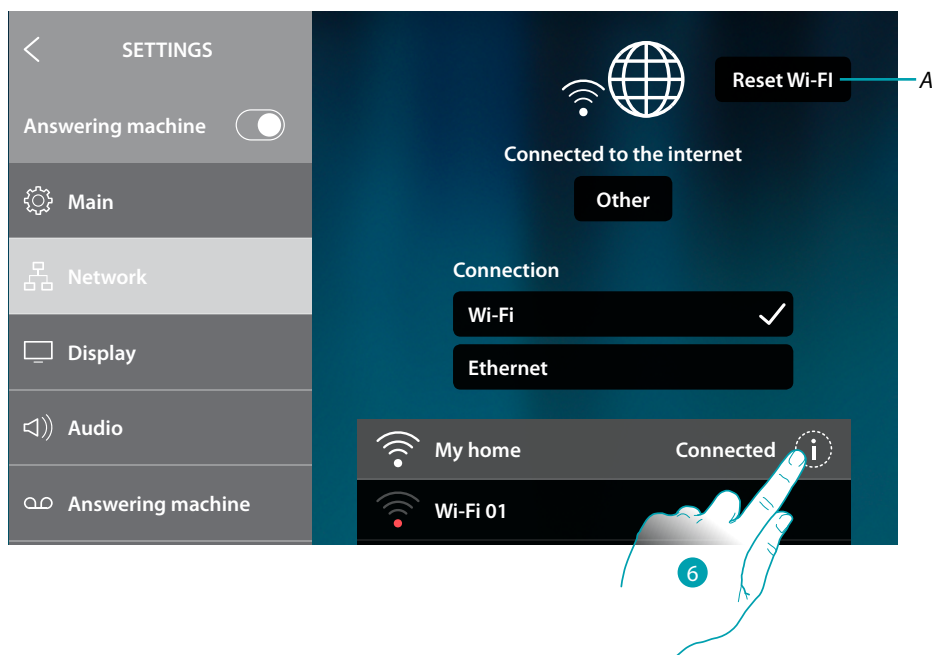 SETTINGS
Answering machine
Main
Network
Display
Audio
Answering machine
Reset Wi-FI
A
Connected to the internet
Other
Connection
Wi-Fi
Ethernet
My home Connected i
Wi-Fi 01
6